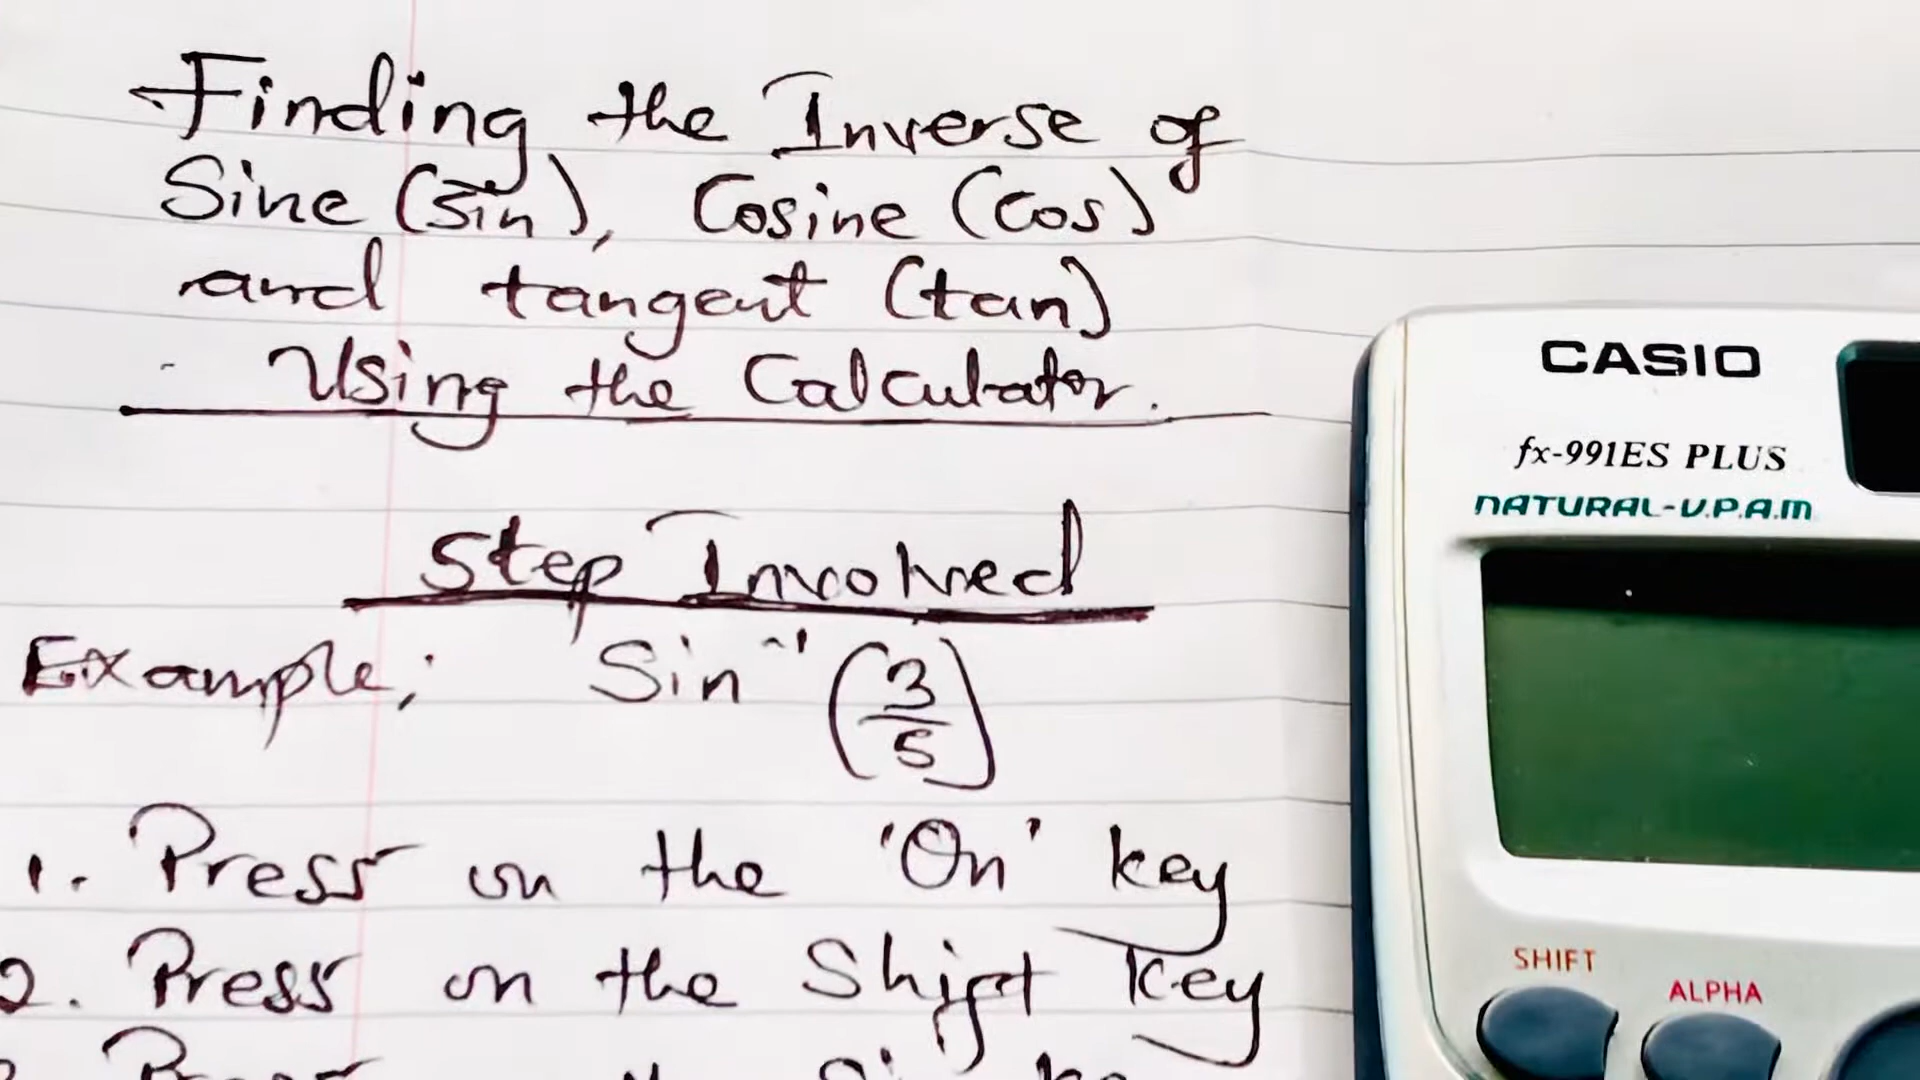 Finding the Inverse of
Sine (sin), Cosine (cos)
and tangent (tan)
Using the Calculator.
Step Involved
Example; Sin⁻¹ (3/5)
1. Press on the 'On' key
2. Press on the Shift key
CASIO
fx-991ES PLUS
NATURAL-V.P.A.M
SHIFT
ALPHA